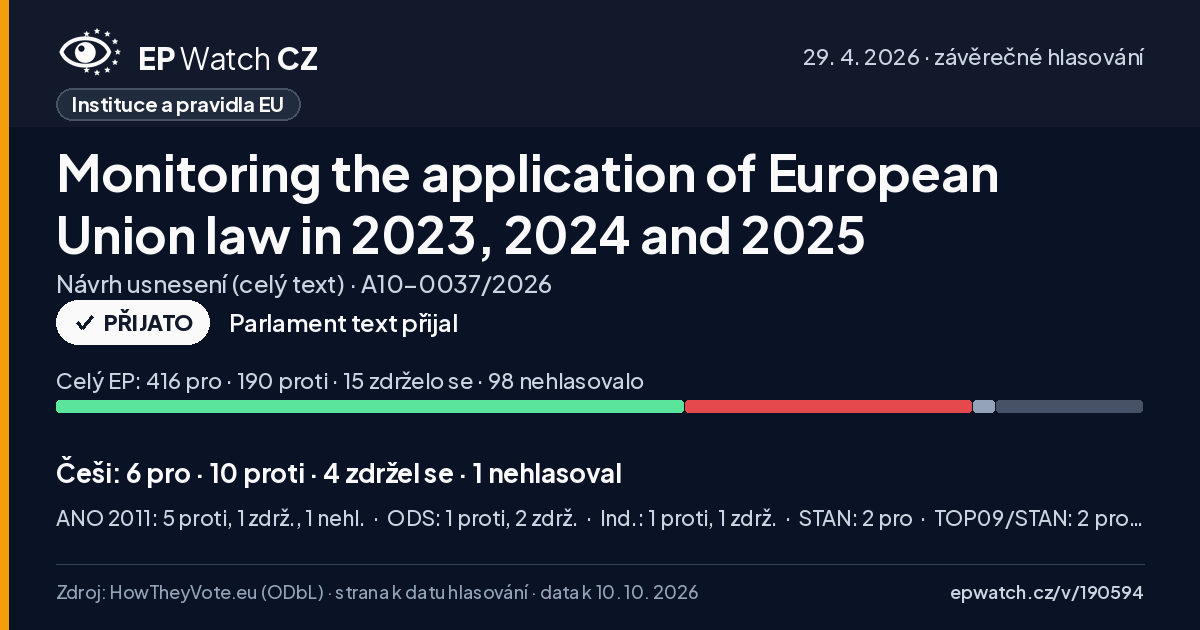 EP Watch CZ
29. 4. 2026 · závěrečné hlasování
Instituce a pravidla EU
Monitoring the application of European
Union law in 2023, 2024 and 2025
Návrh usnesení (celý text) · A10-0037/2026
✓ PŘIJATO Parlament text přijal
Celý EP: 416 pro · 190 proti · 15 zdrželo se · 98 nehlasovalo
Češi: 6 pro · 10 proti · 4 zdržel se · 1 nehlasoval
ANO 2011: 5 proti, 1 zdrž., 1 nehl. · ODS: 1 proti, 2 zdrž. · Ind.: 1 proti, 1 zdrž. · STAN: 2 pro · TOP09/STAN: 2 pro…
Zdroj: HowTheyVote.eu (ODbL) · strana k datu hlasování · data k 10. 10. 2026
epwatch.cz/v/190594